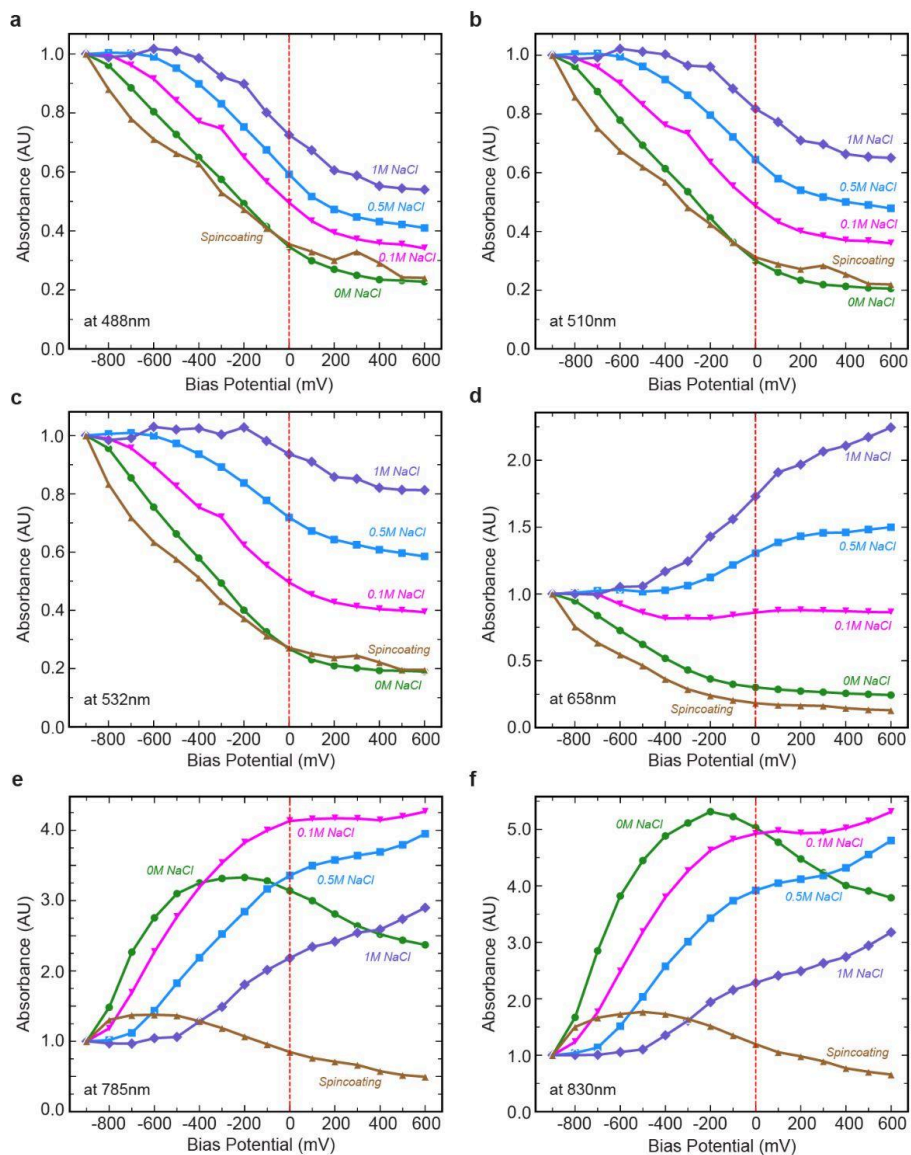 a
1.0
0.8
0.6
0.4
0.2
0.0
Absorbance (AU)
1M NaCl
0.5M NaCl
0.1M NaCl
Spincoating
0M NaCl
at 488nm
-800 -600 -400 -200 0 200 400 600
Bias Potential (mV)
b
1.0
0.8
0.6
0.4
0.2
0.0
Absorbance (AU)
1M NaCl
0.5M NaCl
0.1M NaCl
Spincoating
0M NaCl
at 510nm
-800 -600 -400 -200 0 200 400 600
Bias Potential (mV)
c
1.0
0.8
0.6
0.4
0.2
0.0
Absorbance (AU)
1M NaCl
0.5M NaCl
0.1M NaCl
Spincoating
0M NaCl
at 532nm
-800 -600 -400 -200 0 200 400 600
Bias Potential (mV)
d
2.0
1.5
1.0
0.5
0.0
Absorbance (AU)
1M NaCl
0.5M NaCl
0.1M NaCl
0M NaCl
Spincoating
at 658nm
-800 -600 -400 -200 0 200 400 600
Bias Potential (mV)
e
4.0
3.0
2.0
1.0
0.0
Absorbance (AU)
0.1M NaCl
0M NaCl
0.5M NaCl
1M NaCl
Spincoating
at 785nm
-800 -600 -400 -200 0 200 400 600
Bias Potential (mV)
f
5.0
4.0
3.0
2.0
1.0
0.0
Absorbance (AU)
0M NaCl
0.1M NaCl
0.5M NaCl
1M NaCl
Spincoating
at 830nm
-800 -600 -400 -200 0 200 400 600
Bias Potential (mV)